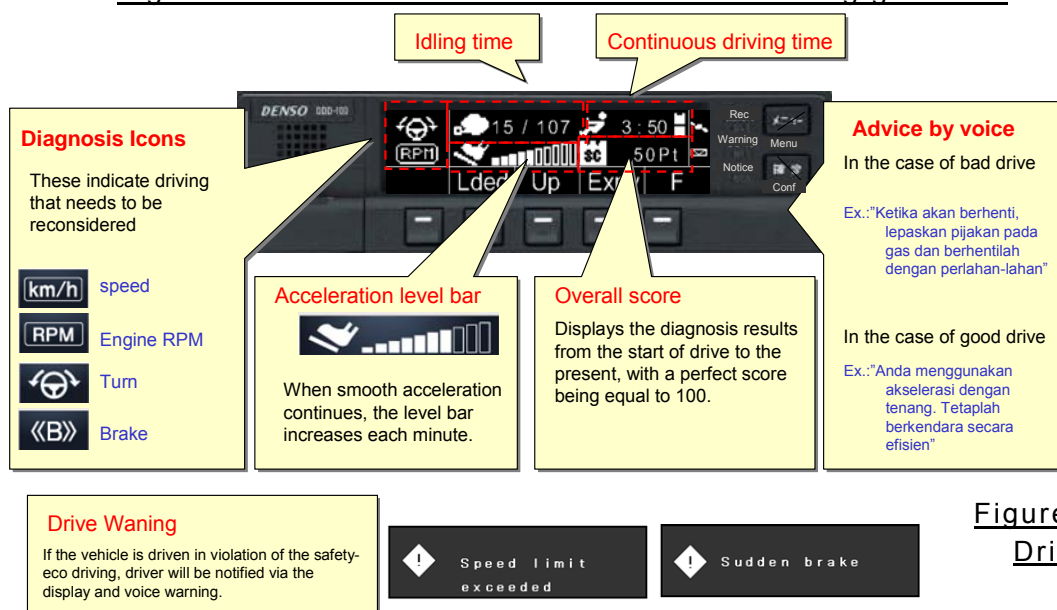 Idling time
Continuous driving time
DENSO DDD-100
Diagnosis Icons
These indicate driving
that needs to be
reconsidered
km/h speed
RPM Engine RPM
Turn
((B)) Brake
15 / 107
3:50
RPM
SC
50Pt
Lded Up F
Rec
Warning
Notice
Menu
Conf
Acceleration level bar
When smooth acceleration
continues, the level bar
increases each minute.
Overall score
Displays the diagnosis results
from the start of drive to the
present, with a perfect score
being equal to 100.
Advice by voice
In the case of bad drive
Ex.:"Ketika akan berhenti,
lepaskan pijakan pada
gas dan berhentilah
dengan perlahan-lahan"
In the case of good drive
Ex.:"Anda menggunakan
akselerasi dengan
tenang. Tetaplah
berkendara secara
efisien"
Drive Waning
If the vehicle is driven in violation of the safety-
eco driving, driver will be notified via the
display and voice warning.
! Speed limit
exceeded
! Sudden brake
Figure
Dri